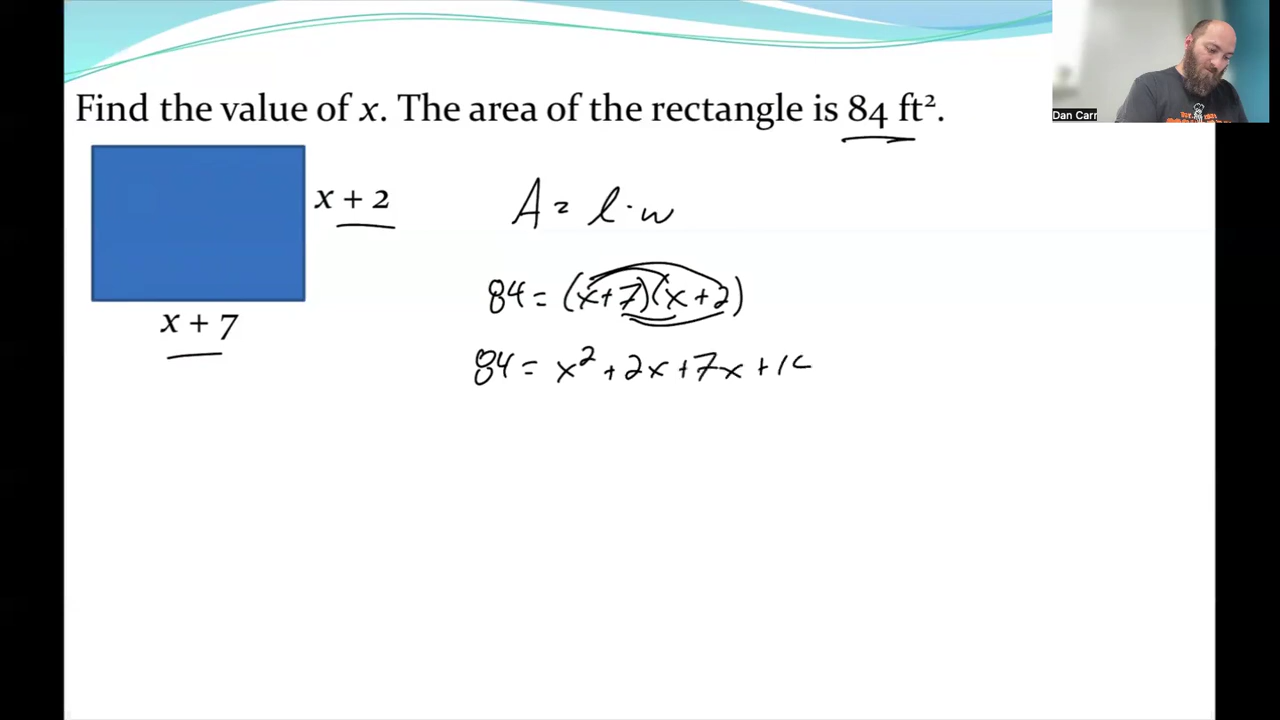 Find the value of x. The area of the rectangle is 84 ft².
Dan Carr
x + 2
A = l · w
84 = (x+7)(x+2)
x + 7
84 = x² + 2x + 7x + 1